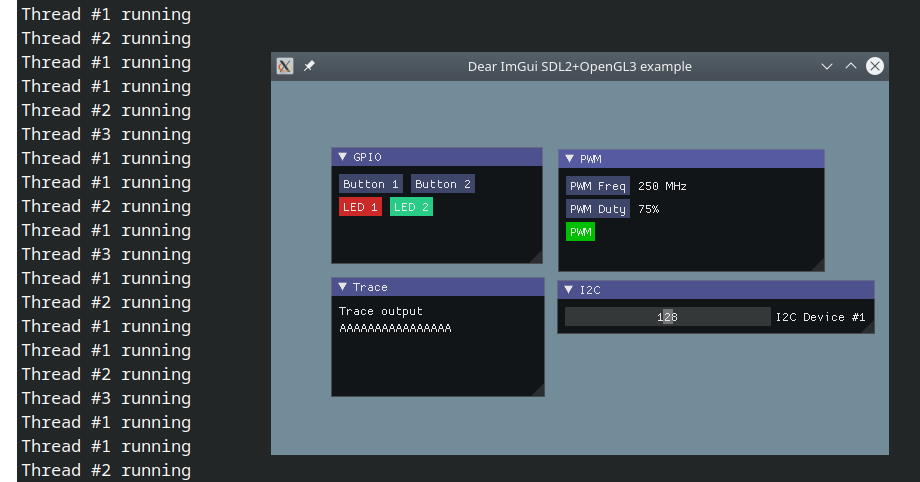 Thread #1 running
Thread #2 running
Thread #1 running
Thread #1 running
Thread #2 running
Thread #3 running
Thread #1 running
Thread #1 running
Thread #2 running
Thread #1 running
Thread #3 running
Thread #1 running
Thread #2 running
Thread #1 running
Thread #1 running
Thread #2 running
Thread #3 running
Thread #1 running
Thread #1 running
Thread #2 running
Dear ImGui SDL2+OpenGL3 example
GPIO
Button 1 Button 2
LED 1 LED 2
PWM
PWM Freq 250 MHz
PWM Duty 75%
PWM
Trace
Trace output
AAAAAAAAAAAAAAAA
I2C
128 I2C Device #1